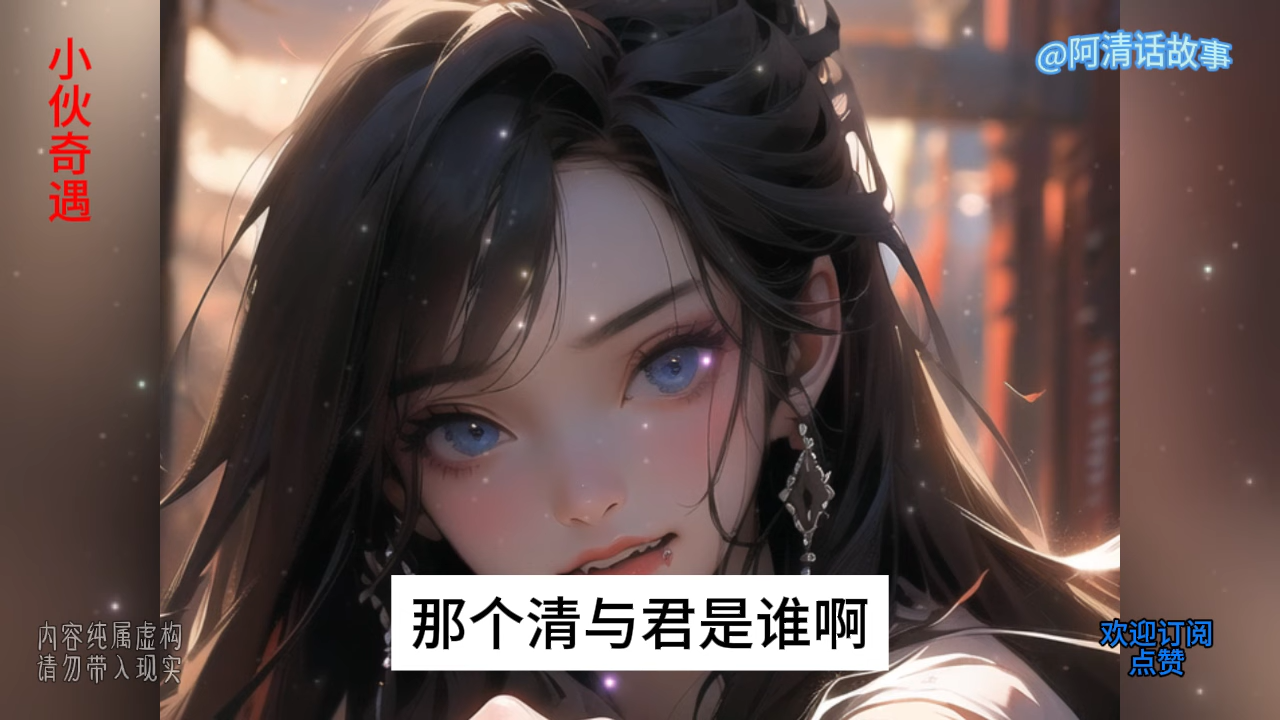 小伙奇遇
@阿清话故事
那个清与君是谁啊
内容纯属虚构
请勿带入现实
欢迎订阅
点赞